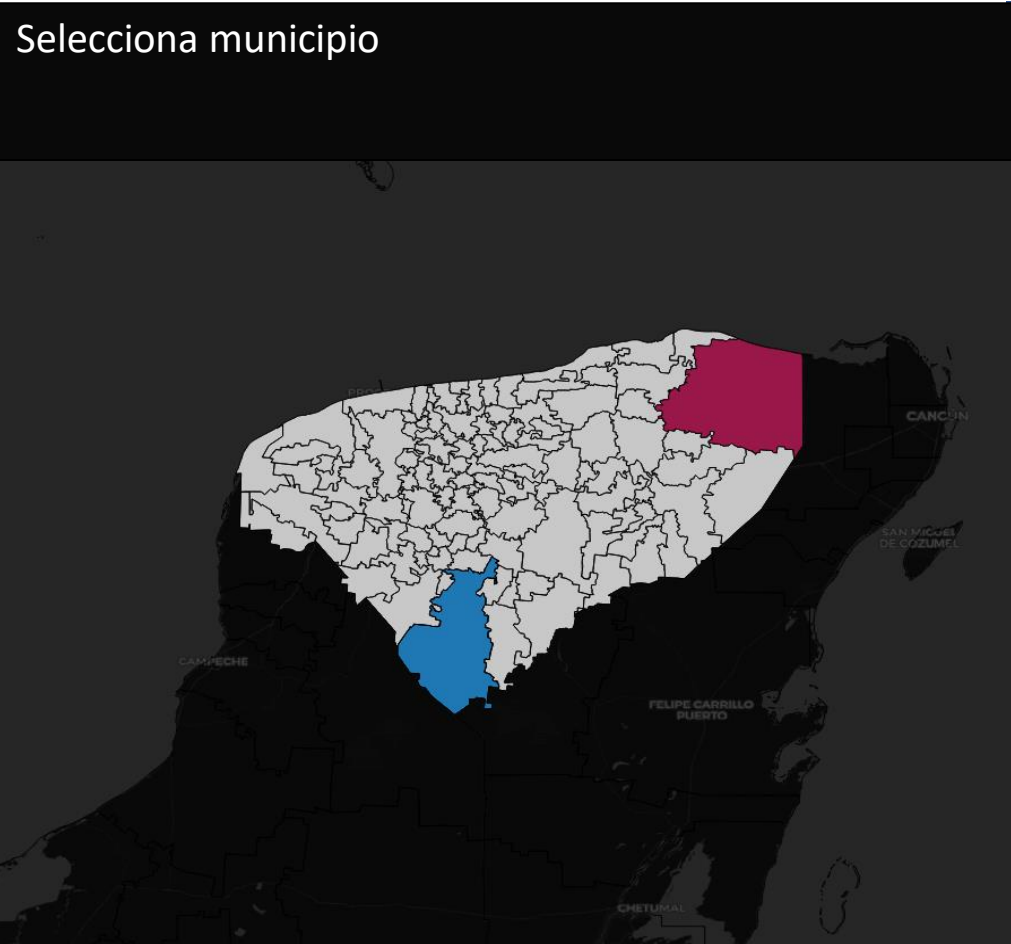 Selecciona municipio
CANCUN
SAN MIGUEL
DE COZUMEL
CAMPECHE
FELIPE CARRILLO
PUERTO
CHETUMAL